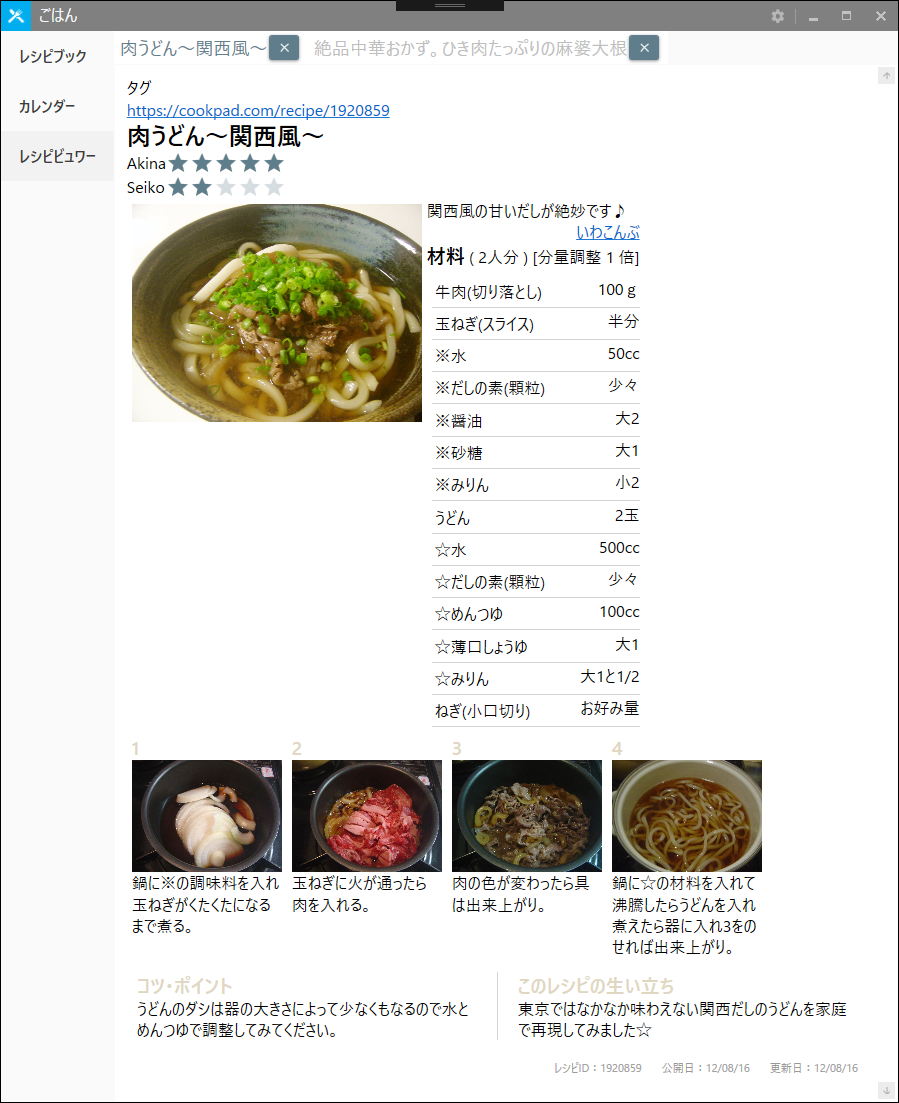 ごはん
レシピブック
カレンダー
レシピビュワー
肉うどん～関西風～
絶品中華おかず。ひき肉たっぷりの麻婆大根
タグ
https://cookpad.com/recipe/1920859
肉うどん～関西風～
Akina
Seiko
関西風の甘いだしが絶妙です♪
いわこんぶ
材料 ( 2人分 ) [分量調整 1 倍]
牛肉(切り落とし) 100ｇ
玉ねぎ(スライス) 半分
※水 50cc
※だしの素(顆粒) 少々
※醤油 大2
※砂糖 大1
※みりん 小2
うどん 2玉
☆水 500cc
☆だしの素(顆粒) 少々
☆めんつゆ 100cc
☆薄口しょうゆ 大1
☆みりん 大1と1/2
ねぎ(小口切り) お好み量
1
鍋に※の調味料を入れ
玉ねぎがくたくたになる
まで煮る。
2
玉ねぎに火が通ったら
肉を入れる。
3
肉の色が変わったら具
は出来上がり。
4
鍋に☆の材料を入れて
沸騰したらうどんを入れ
煮えたら器に入れ3をの
せれば出来上がり。
コツ・ポイント
うどんのダシは器の大きさによって少なくもなるので水と
めんつゆで調整してみてください。
このレシピの生い立ち
東京ではなかなか味わえない関西だしのうどんを家庭
で再現してみました☆
レシピID：1920859 公開日：12/08/16 更新日：12/08/16